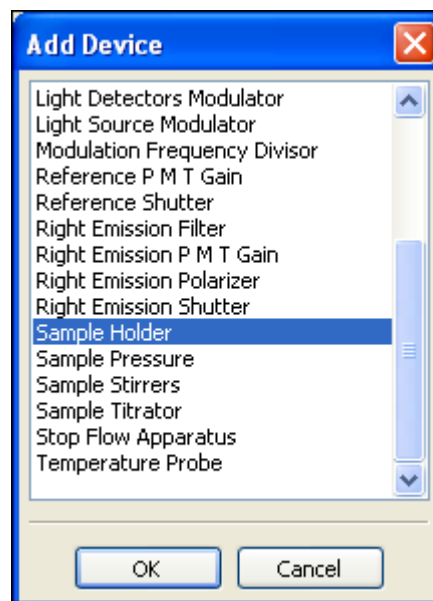 Add Device
Light Detectors Modulator
Light Source Modulator
Modulation Frequency Divisor
Reference P M T Gain
Reference Shutter
Right Emission Filter
Right Emission P M T Gain
Right Emission Polarizer
Right Emission Shutter
Sample Holder
Sample Pressure
Sample Stirrers
Sample Titrator
Stop Flow Apparatus
Temperature Probe
OK Cancel